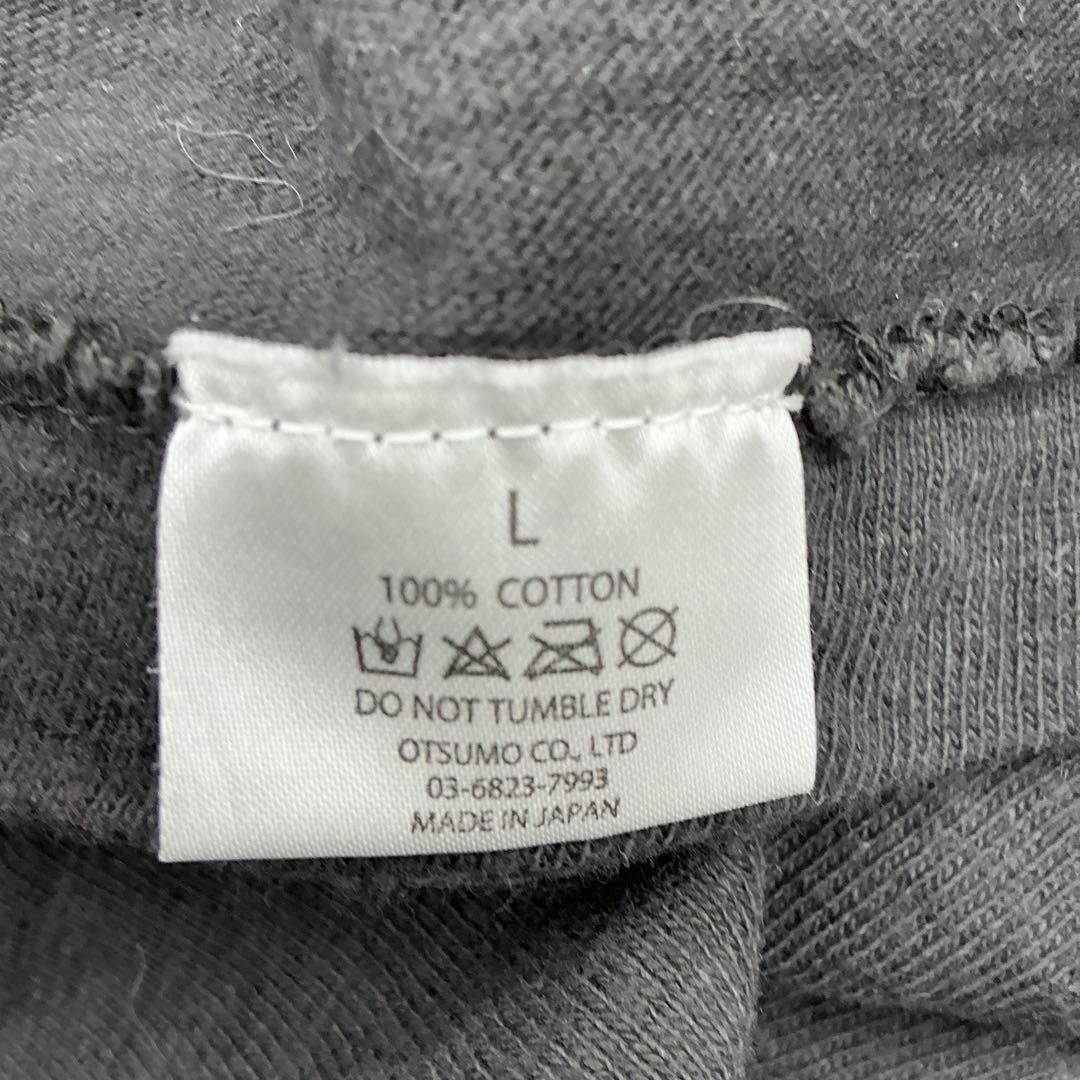 L
100% COTTON
DO NOT TUMBLE DRY
OTSUMO CO., LTD
03-6823-7993
MADE IN JAPAN